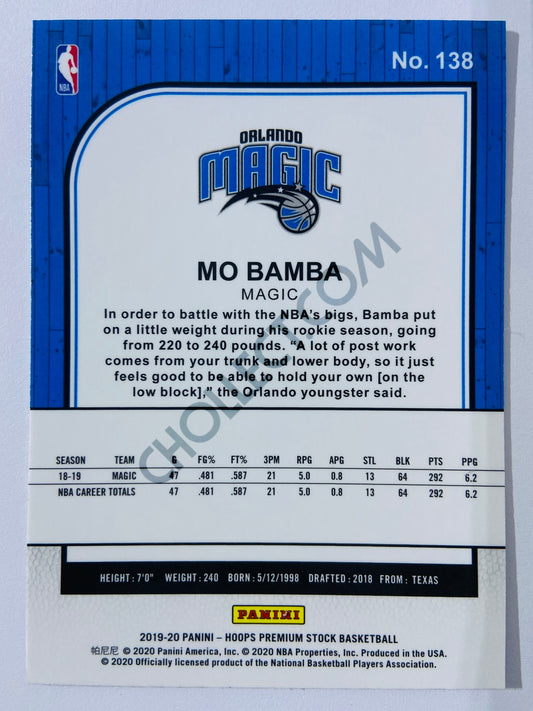 No. 138
NBA
ORLANDO
MAGIC
MO BAMBA
MAGIC
In order to battle with the NBA's bigs, Bamba put
on a little weight during his rookie season, going
from 220 to 240 pounds. "A lot of post work
comes from your trunk and lower body, so it just
feels good to be able to hold your own [on the
low block]," the Orlando youngster said.
CHOLLECT.COM
SEASON TEAM G FG% FT% 3PM RPG APG STL BLK PTS PPG
18-19 MAGIC 47 .481 .587 21 5.0 0.8 13 64 292 6.2
NBA CAREER TOTALS 47 .481 .587 21 5.0 0.8 13 64 292 6.2
HEIGHT: 7'0" WEIGHT: 240 BORN: 5/12/1998 DRAFTED: 2018 FROM: TEXAS
PANINI
2019-20 PANINI – HOOPS PREMIUM STOCK BASKETBALL
帕尼尼 © 2020 Panini America, Inc. © 2020 NBA Properties, Inc. Produced in the USA.
© 2020 Officially licensed product of the National Basketball Players Association.